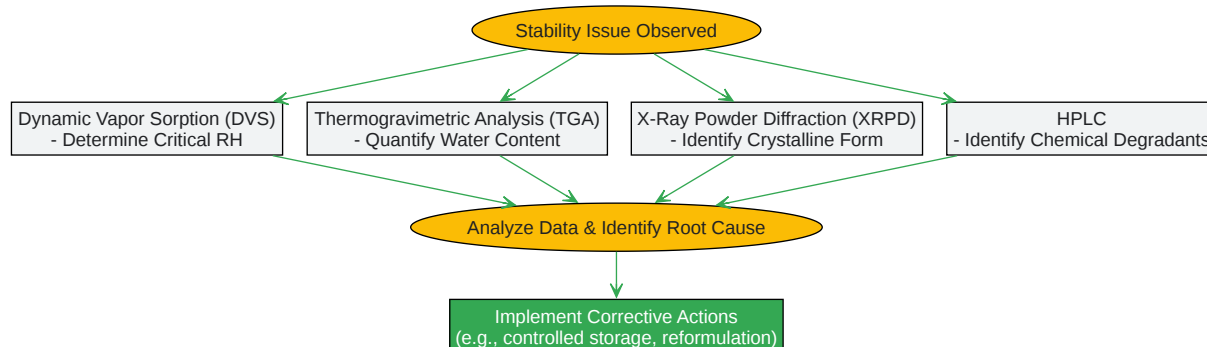 Stability Issue Observed
Dynamic Vapor Sorption (DVS)
- Determine Critical RH
Thermogravimetric Analysis (TGA)
- Quantify Water Content
X-Ray Powder Diffraction (XRPD)
- Identify Crystalline Form
HPLC
- Identify Chemical Degradants
Analyze Data & Identify Root Cause
Implement Corrective Actions
(e.g., controlled storage, reformulation)